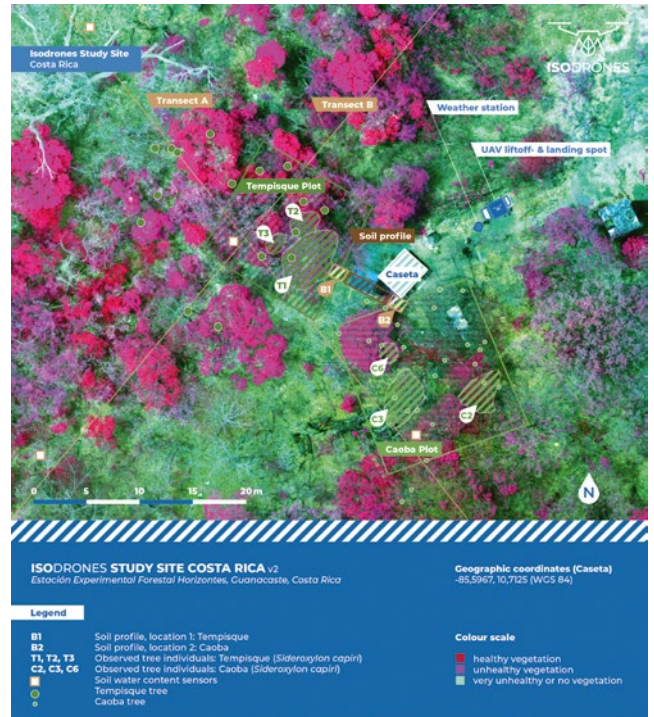 Isodrones Study Site
Costa Rica
ISODRONES
Transect A
Transect B
Weather station
UAV liftoff- & landing spot
Tempisque Plot
T2
T3
Soil profile
Caseta
T1
B1
B2
C6
C3
C2
Caoba Plot
0 5 10 15 20 m
N
ISODRONES STUDY SITE COSTA RICA v2
Estación Experimental Forestal Horizontes, Guanacaste, Costa Rica
Geographic coordinates (Caseta)
-85,5967, 10,7125 (WGS 84)
Legend
B1 Soil profile, location 1: Tempisque
B2 Soil profile, location 2: Caoba
T1, T2, T3 Observed tree individuals: Tempisque (Sideroxylon capiri)
C2, C3, C6 Observed tree individuals: Caoba (Sideroxylon capiri)
Soil water content sensors
Tempisque tree
Caoba tree
Colour scale
healthy vegetation
unhealthy vegetation
very unhealthy or no vegetation